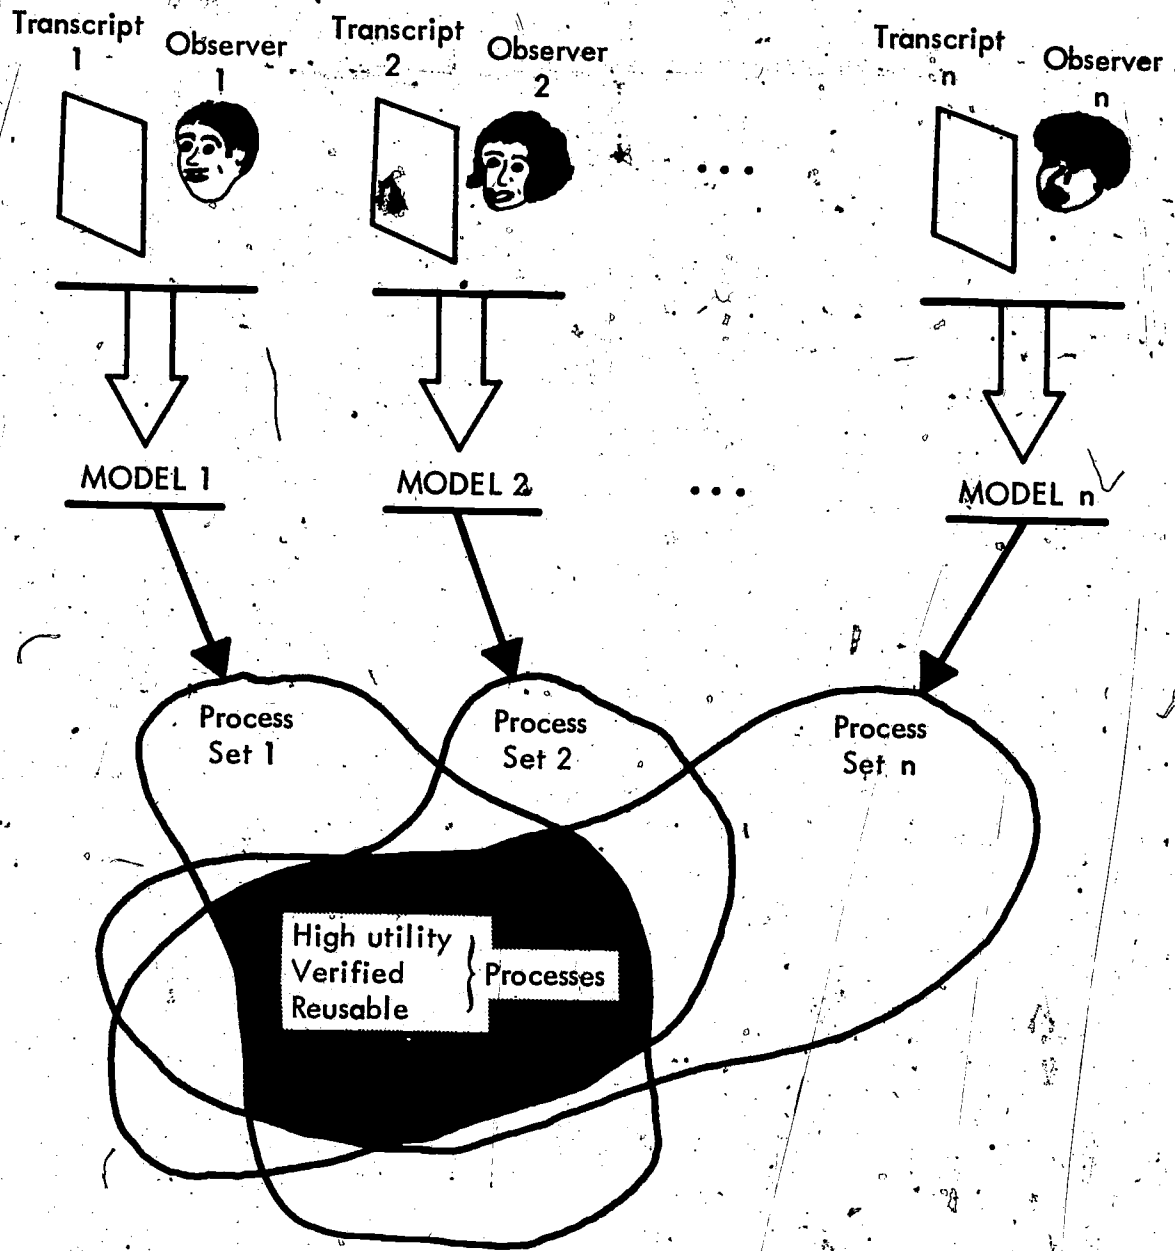 Transcript
1
Observer
1
Transcript
2
Observer
2
Transcript
n
Observer
n
...
MODEL 1
MODEL 2
...
MODEL n
Process
Set 1
Process
Set 2
Process
Set n
High utility
Verified
Reusable
Processes